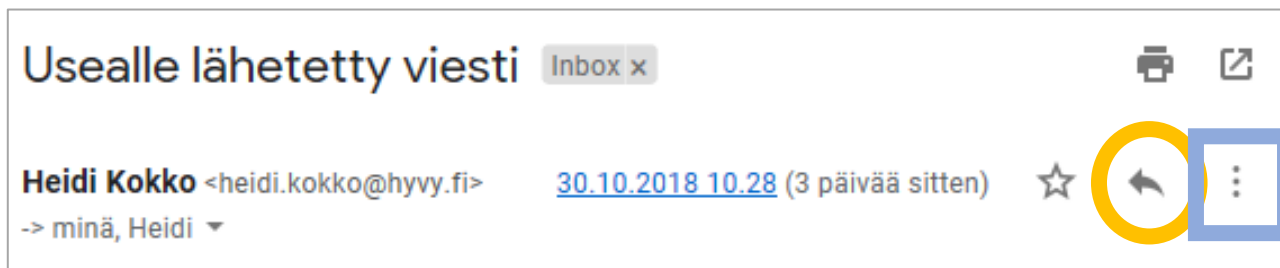 Usealle lähetetty viesti Inbox x
Heidi Kokko <heidi.kokko@hyvy.fi> 30.10.2018 10.28 (3 päivää sitten)
-> minä, Heidi